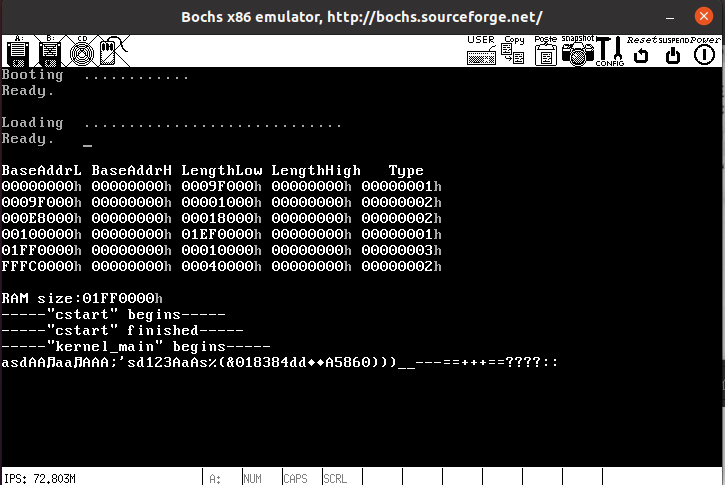 Bochs x86 emulator, http://bochs.sourceforge.net/
A: B: CD USER Copy Paste snapshot CONFIG Reset SUSPEND Power
Booting ............
Ready.
Loading .............................
Ready. _
BaseAddrL BaseAddrH LengthLow LengthHigh Type
00000000h 00000000h 0009F000h 00000000h 00000001h
0009F000h 00000000h 00001000h 00000000h 00000002h
000E8000h 00000000h 00018000h 00000000h 00000002h
00100000h 00000000h 01EF0000h 00000000h 00000001h
01FF0000h 00000000h 00010000h 00000000h 00000003h
FFFC0000h 00000000h 00040000h 00000000h 00000002h
RAM size:01FF0000h
-----"cstart" begins-----
-----"cstart" finished-----
-----"kernel_main" begins-----
asdAA♫aa♫AAA;'sd123AaAs%(&018384dd♦♦A5860)))__---==+++==????::
IPS: 72.803M A: NUM CAPS SCRL